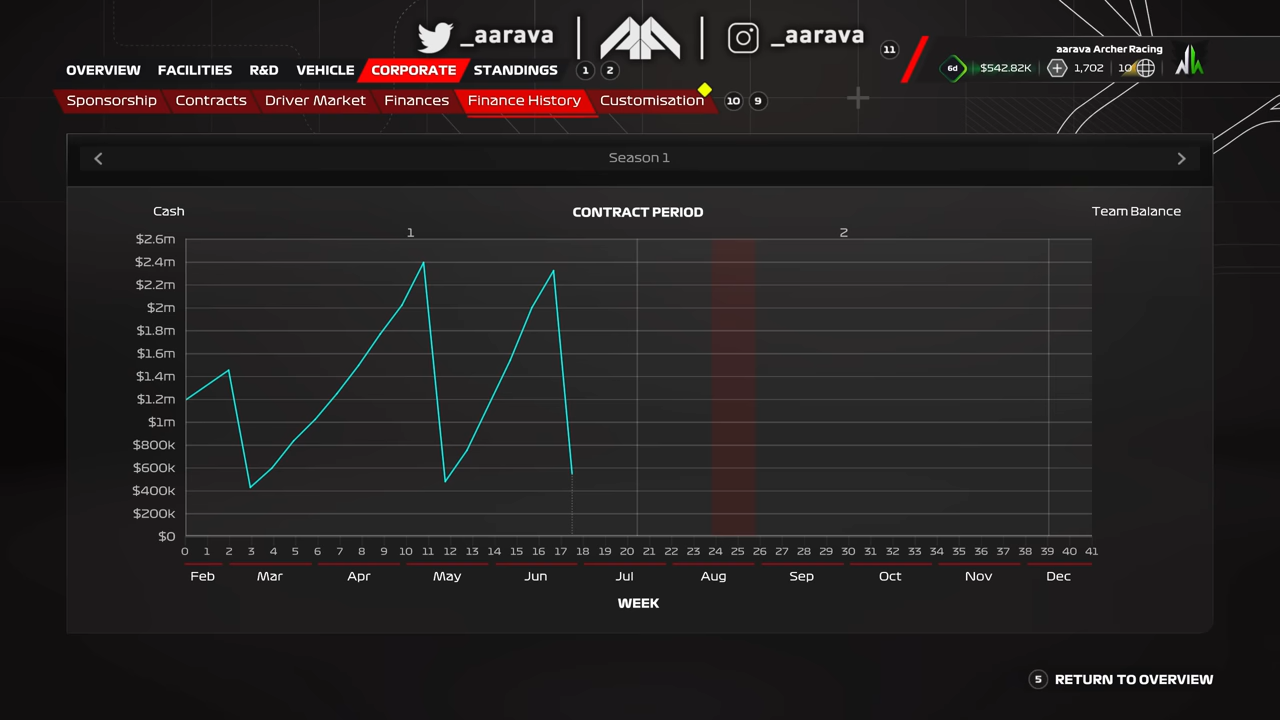 _aarava | | _aarava
11
aarava Archer Racing
OVERVIEW FACILITIES R&D VEHICLE CORPORATE STANDINGS 1 2
6d $542.82K 1,702 10
Sponsorship Contracts Driver Market Finances Finance History Customisation 10 9
Season 1
Cash CONTRACT PERIOD Team Balance
1 2
$2.6m
$2.4m
$2.2m
$2m
$1.8m
$1.6m
$1.4m
$1.2m
$1m
$800k
$600k
$400k
$200k
$0
0 1 2 3 4 5 6 7 8 9 10 11 12 13 14 15 16 17 18 19 20 21 22 23 24 25 26 27 28 29 30 31 32 33 34 35 36 37 38 39 40 41
Feb Mar Apr May Jun Jul Aug Sep Oct Nov Dec
WEEK
5 RETURN TO OVERVIEW